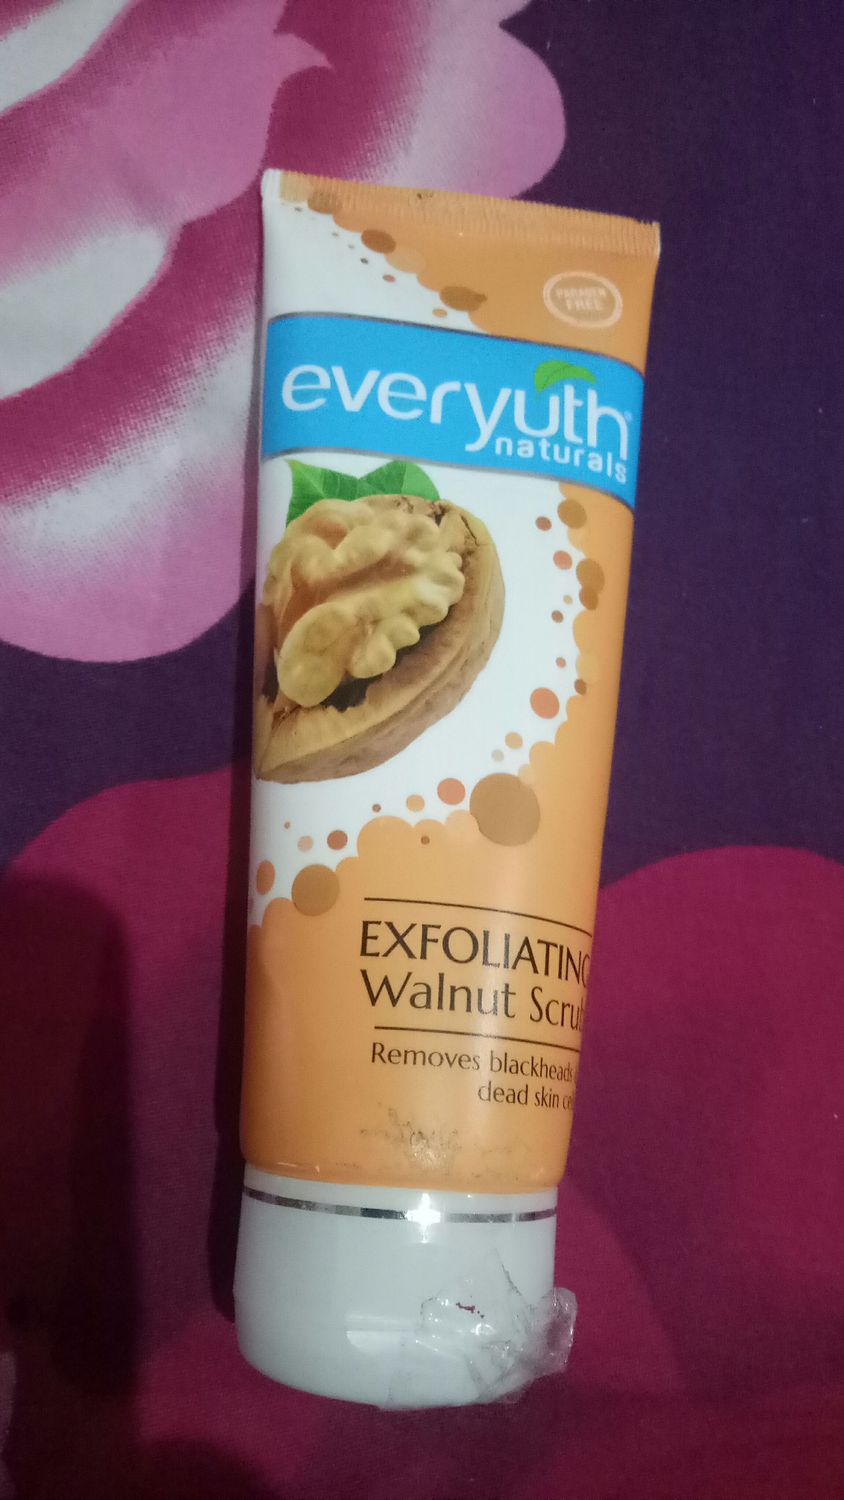 PARABEN
FREE
everyuth
naturals
EXFOLIATING
Walnut Scrub
Removes blackheads
dead skin